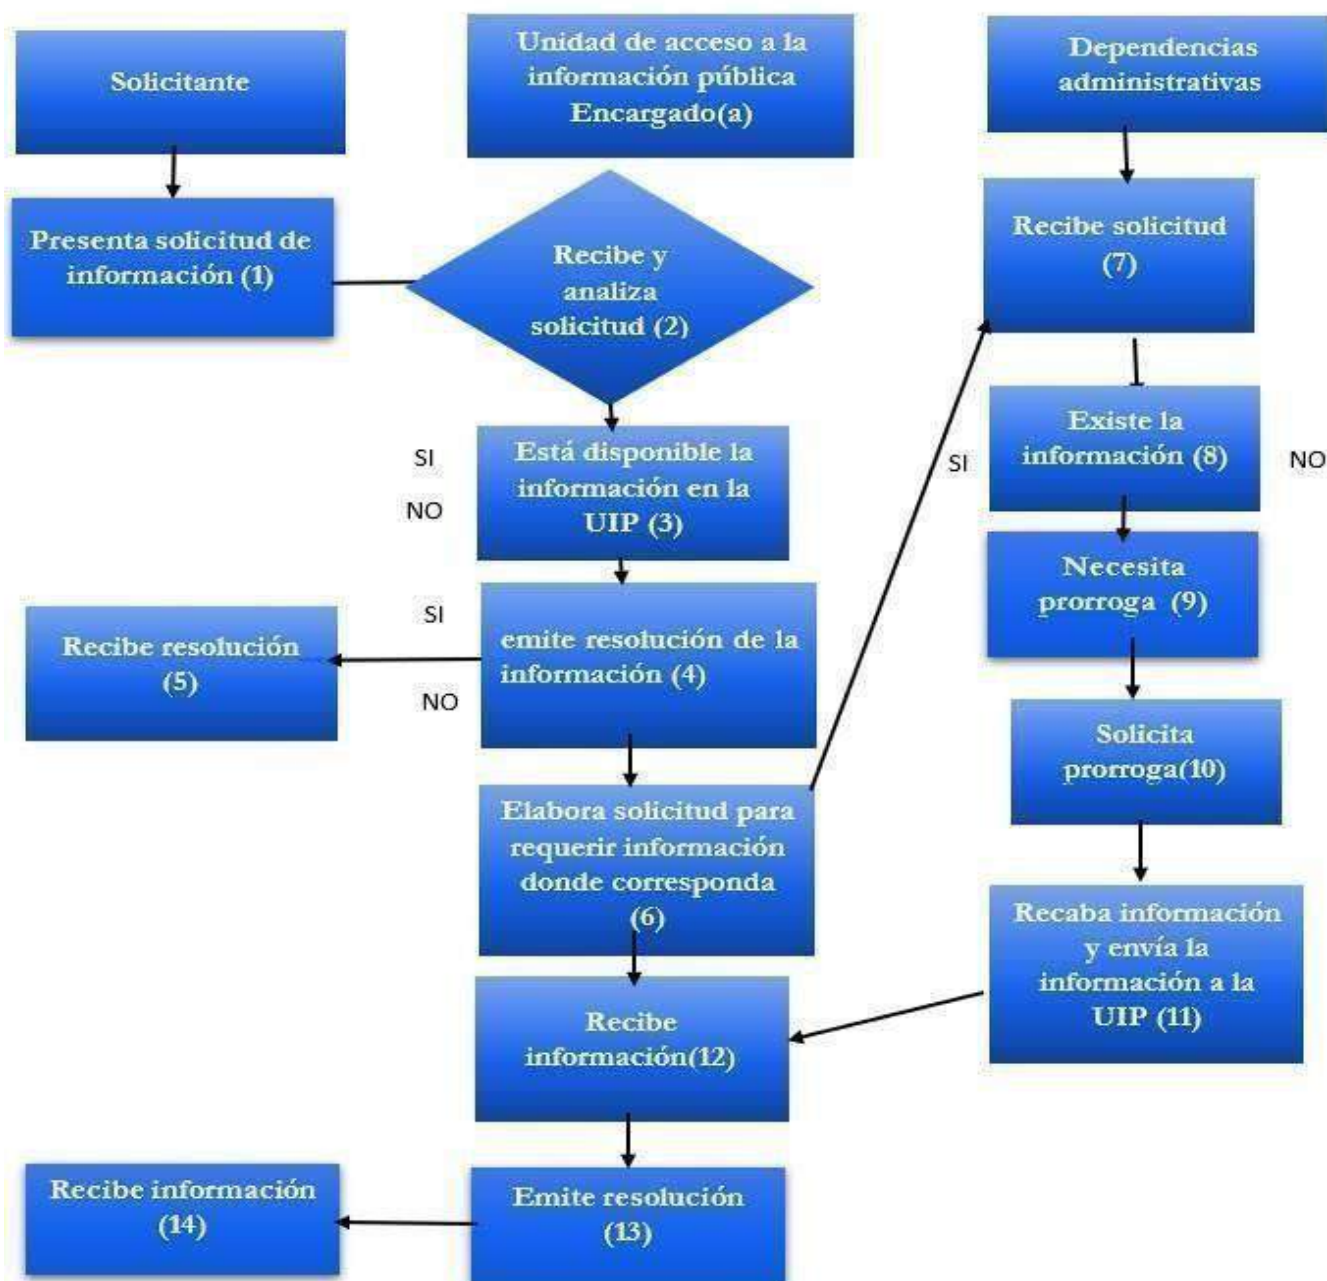 Solicitante
Unidad de acceso a la
información pública
Encargado(a)
Dependencias
administrativas
Presenta solicitud de
información (1)
Recibe y
analiza
solicitud (2)
Recibe solicitud
(7)
SI
NO
Está disponible la
información en la
UIP (3)
SI
Existe la
información (8)
NO
Necesita
prorroga (9)
Recibe resolución
(5)
SI
NO
emite resolución de la
información (4)
Solicita
prorroga(10)
Elabora solicitud para
requerir información
donde corresponda
(6)
Recaba información
y envía la
información a la
UIP (11)
Recibe
información(12)
Recibe información
(14)
Emite resolución
(13)